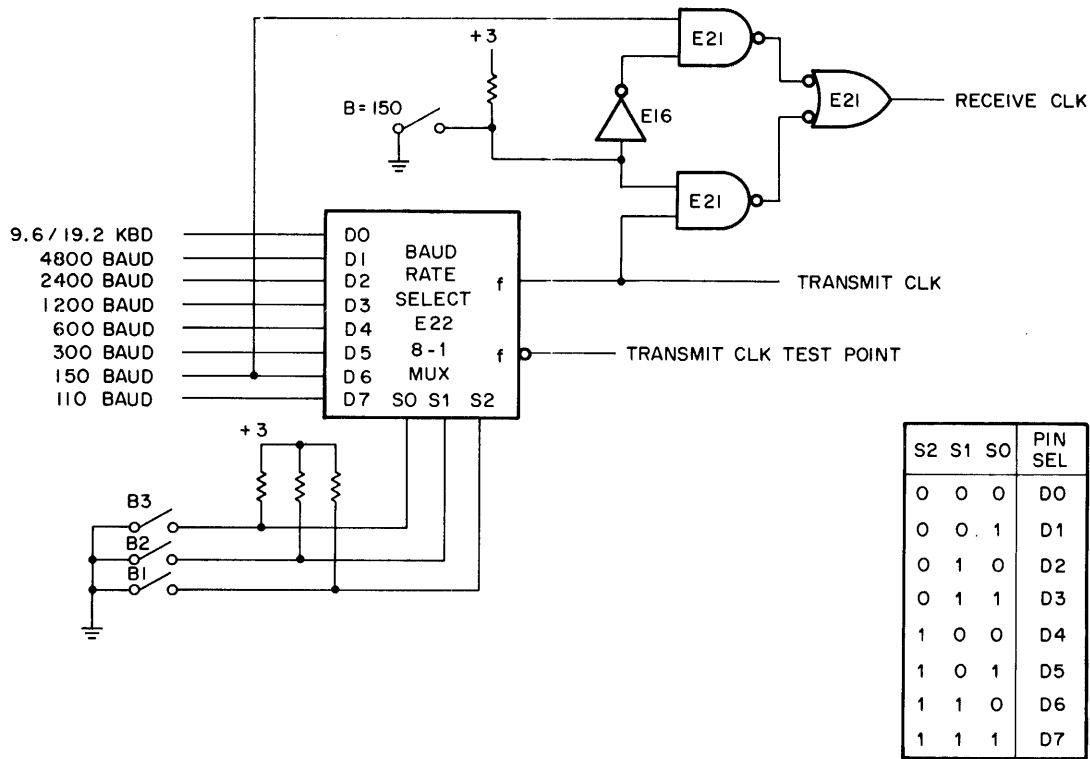 +3
E21
B=150
E16
E21
RECEIVE CLK
E21
9.6/19.2 KBD
4800 BAUD
2400 BAUD
1200 BAUD
600 BAUD
300 BAUD
150 BAUD
110 BAUD
D0
D1
D2
D3
D4
D5
D6
D7
BAUD
RATE
SELECT
E22
8-1
MUX
f
f
S0 S1 S2
TRANSMIT CLK
TRANSMIT CLK TEST POINT
+3
B3
B2
B1
S2 S1 S0 PIN SEL
0 0 0 D0
0 0 1 D1
0 1 0 D2
0 1 1 D3
1 0 0 D4
1 0 1 D5
1 1 0 D6
1 1 1 D7